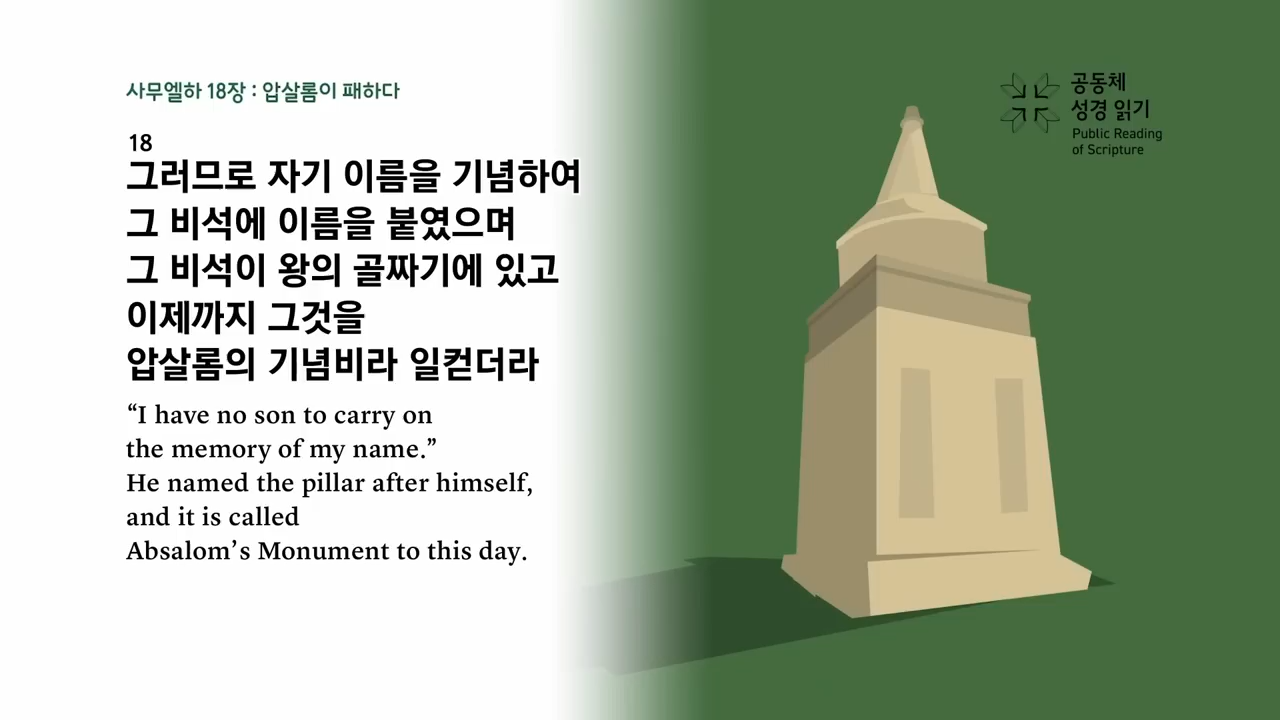 사무엘하 18장 : 압살롬이 패하다
18
그러므로 자기 이름을 기념하여
그 비석에 이름을 붙였으며
그 비석이 왕의 골짜기에 있고
이제까지 그것을
압살롬의 기념비라 일컫더라
“I have no son to carry on
the memory of my name.”
He named the pillar after himself,
and it is called
Absalom’s Monument to this day.
공동체
성경 읽기
Public Reading
of Scripture